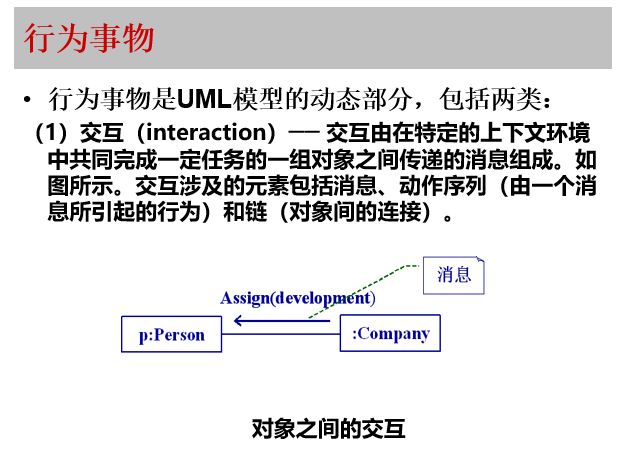 行为事物
• 行为事物是UML模型的动态部分，包括两类：
（1）交互（interaction）—— 交互由在特定的上下文环境
中共同完成一定任务的一组对象之间传递的消息组成。如
图所示。交互涉及的元素包括消息、动作序列（由一个消
息所引起的行为）和链（对象间的连接）。
消息
Assign(development)
p:Person
:Company
对象之间的交互